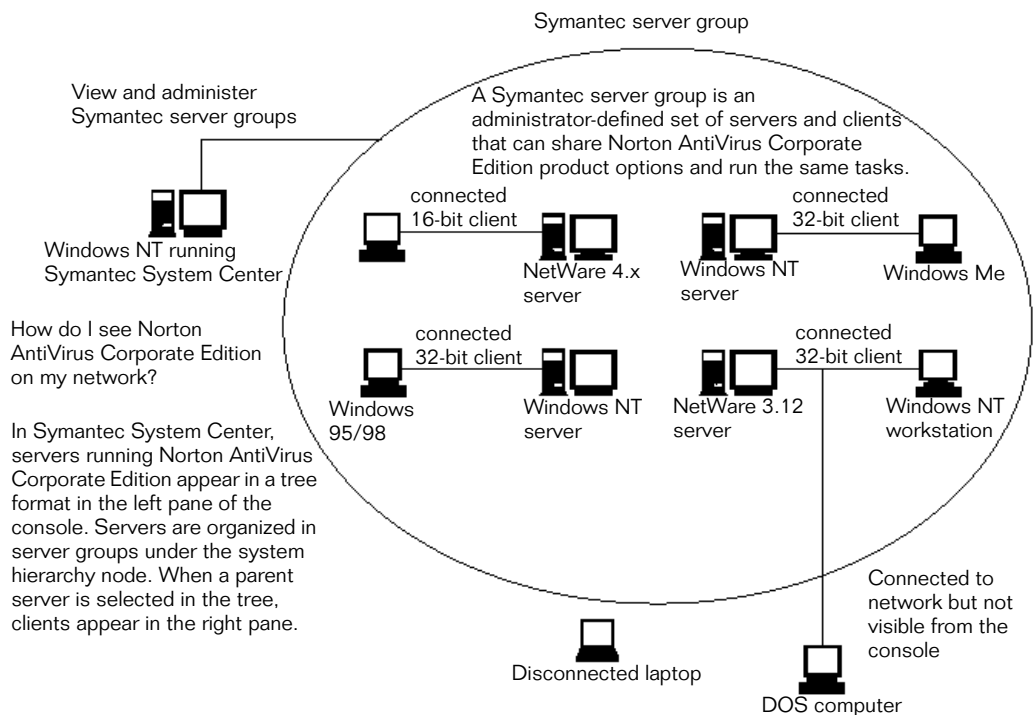 Symantec server group
View and administer
Symantec server groups
A Symantec server group is an
administrator-defined set of servers and clients
that can share Norton AntiVirus Corporate
Edition product options and run the same tasks.
connected
16-bit client
connected
32-bit client
Windows NT running
Symantec System Center
NetWare 4.x
server
Windows NT
server
Windows Me
How do I see Norton
AntiVirus Corporate Edition
on my network?
connected
32-bit client
connected
32-bit client
Windows
95/98
Windows NT
server
NetWare 3.12
server
Windows NT
workstation
In Symantec System Center,
servers running Norton AntiVirus
Corporate Edition appear in a tree
format in the left pane of the
console. Servers are organized in
server groups under the system
hierarchy node. When a parent
server is selected in the tree,
clients appear in the right pane.
Connected to
network but not
visible from the
console
Disconnected laptop
DOS computer